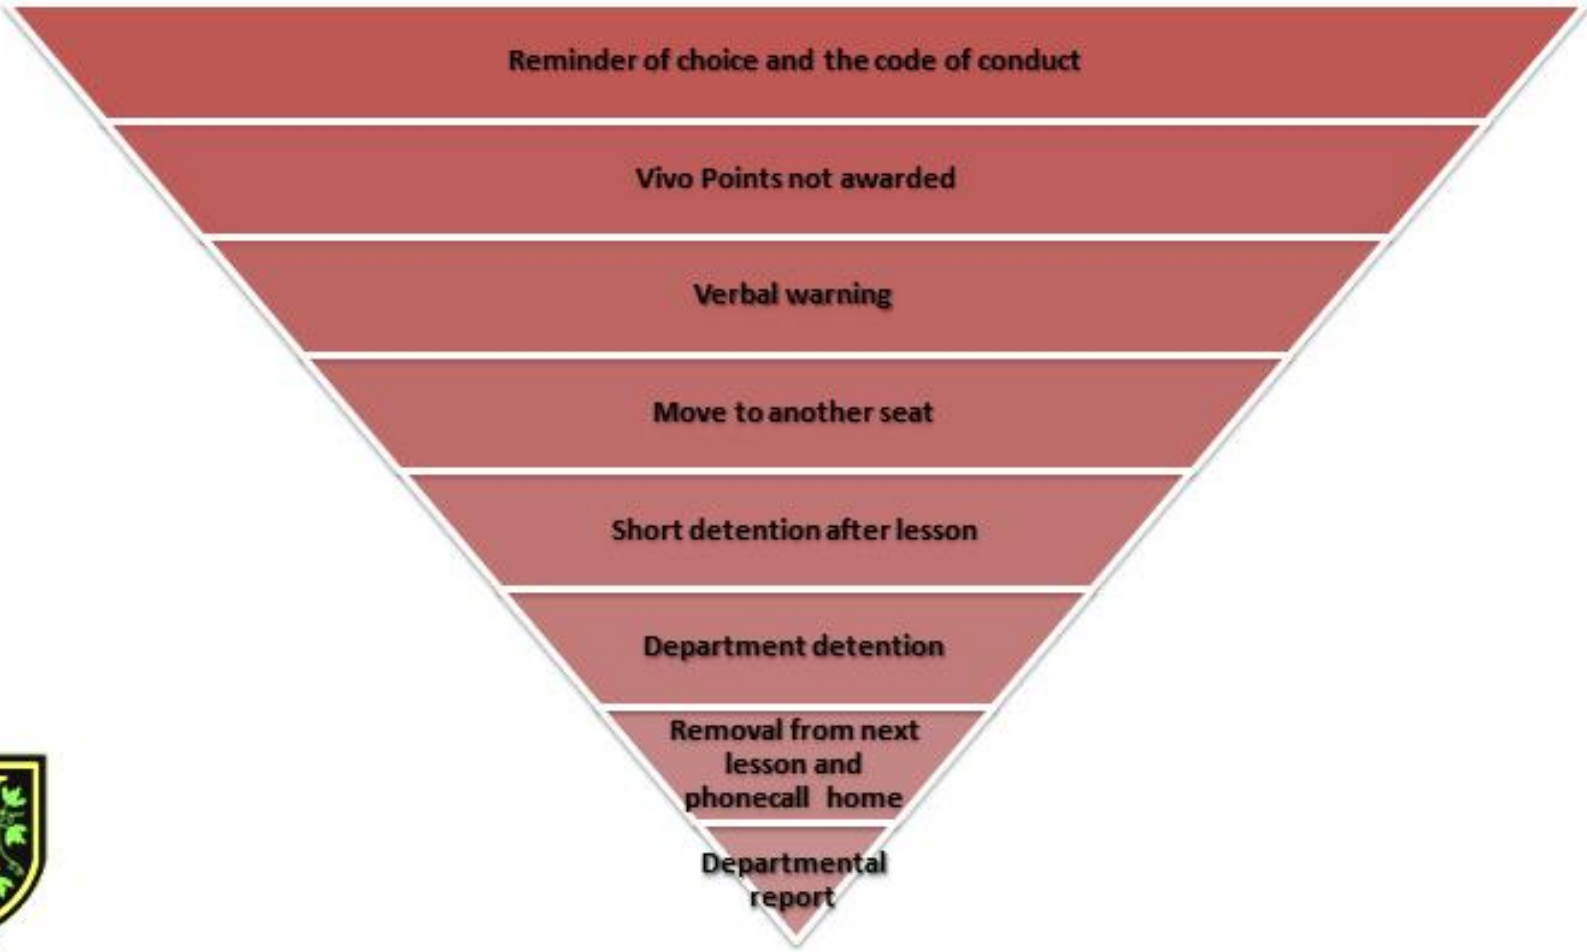 Reminder of choice and the code of conduct
Vivo Points not awarded
Verbal warning
Move to another seat
Short detention after lesson
Department detention
Removal from next
lesson and
phonecall home
Departmental
report